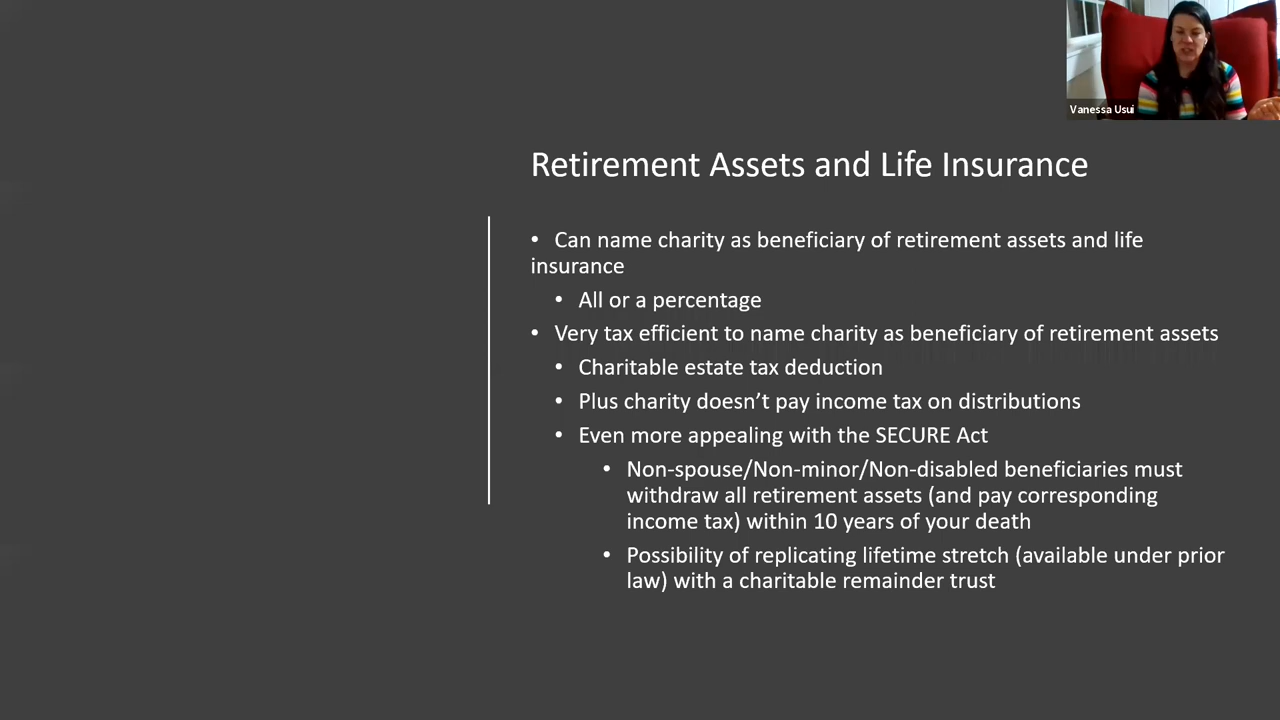 Vanessa Usui
Retirement Assets and Life Insurance
• Can name charity as beneficiary of retirement assets and life
insurance
• All or a percentage
• Very tax efficient to name charity as beneficiary of retirement assets
• Charitable estate tax deduction
• Plus charity doesn’t pay income tax on distributions
• Even more appealing with the SECURE Act
• Non-spouse/Non-minor/Non-disabled beneficiaries must
withdraw all retirement assets (and pay corresponding
income tax) within 10 years of your death
• Possibility of replicating lifetime stretch (available under prior
law) with a charitable remainder trust